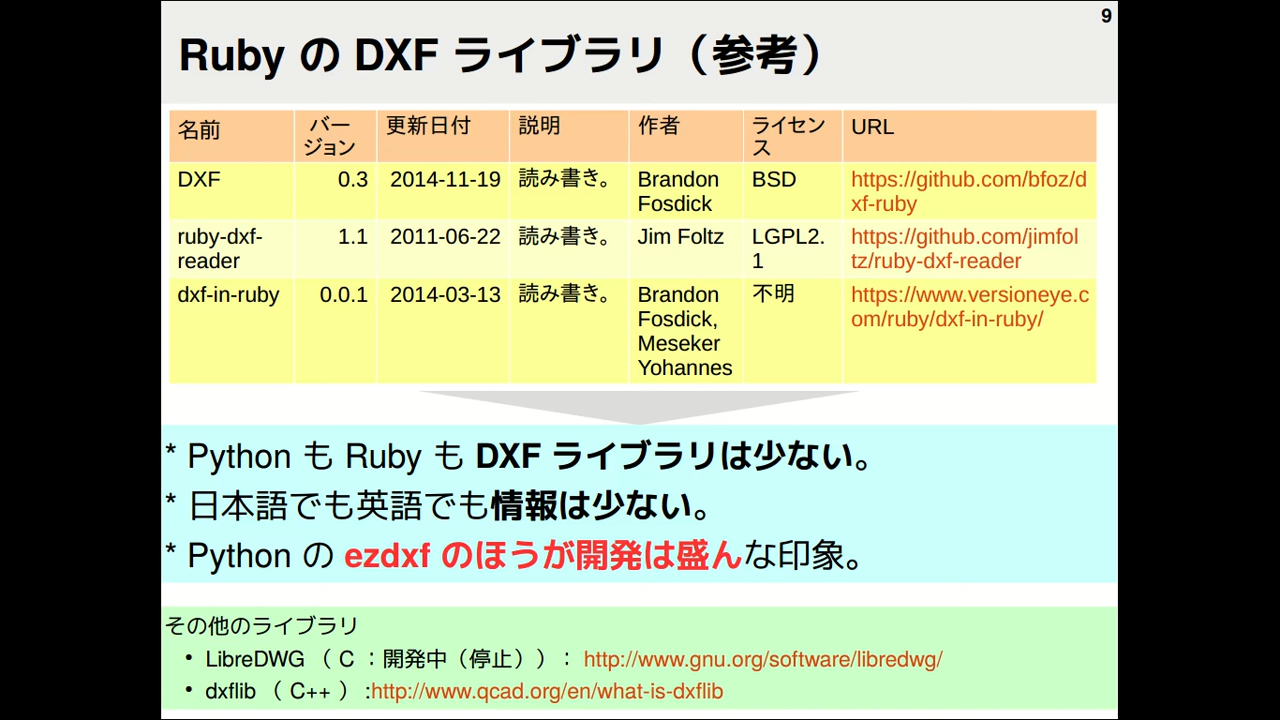 9
Ruby の DXF ライブラリ（参考）
名前 バージョン 更新日付 説明 作者 ライセンス URL
DXF 0.3 2014-11-19 読み書き。 Brandon Fosdick BSD https://github.com/bfoz/dxf-ruby
ruby-dxf-reader 1.1 2011-06-22 読み書き。 Jim Foltz LGPL2.1 https://github.com/jimfoltz/ruby-dxf-reader
dxf-in-ruby 0.0.1 2014-03-13 読み書き。 Brandon Fosdick, Meseker Yohannes 不明 https://www.versioneye.com/ruby/dxf-in-ruby/
* Python も Ruby も DXF ライブラリは少ない。
* 日本語でも英語でも情報は少ない。
* Python の ezdxf のほうが開発は盛んな印象。
その他のライブラリ
• LibreDWG （ C ：開発中（停止））： http://www.gnu.org/software/libredwg/
• dxflib （ C++ ） :http://www.qcad.org/en/what-is-dxflib